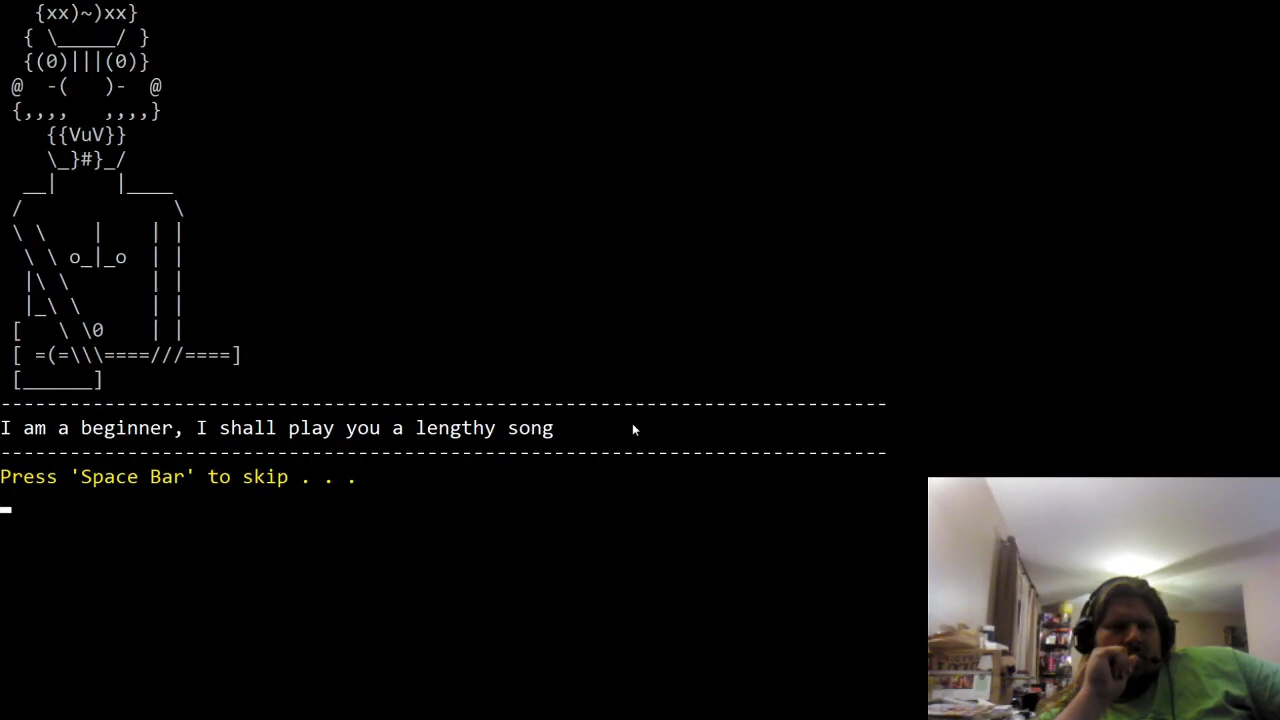 I am a beginner, I shall play you a lengthy song
Press 'Space Bar' to skip . . .